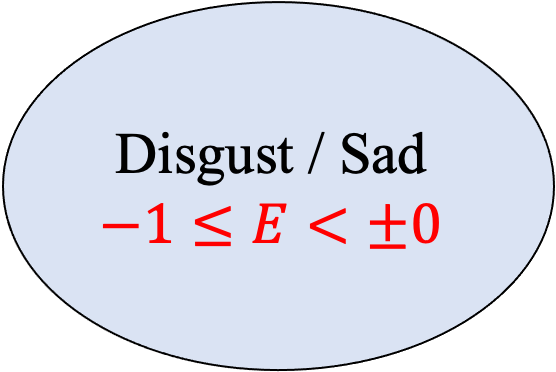 Disgust / Sad
−1 ≤ E < ±0